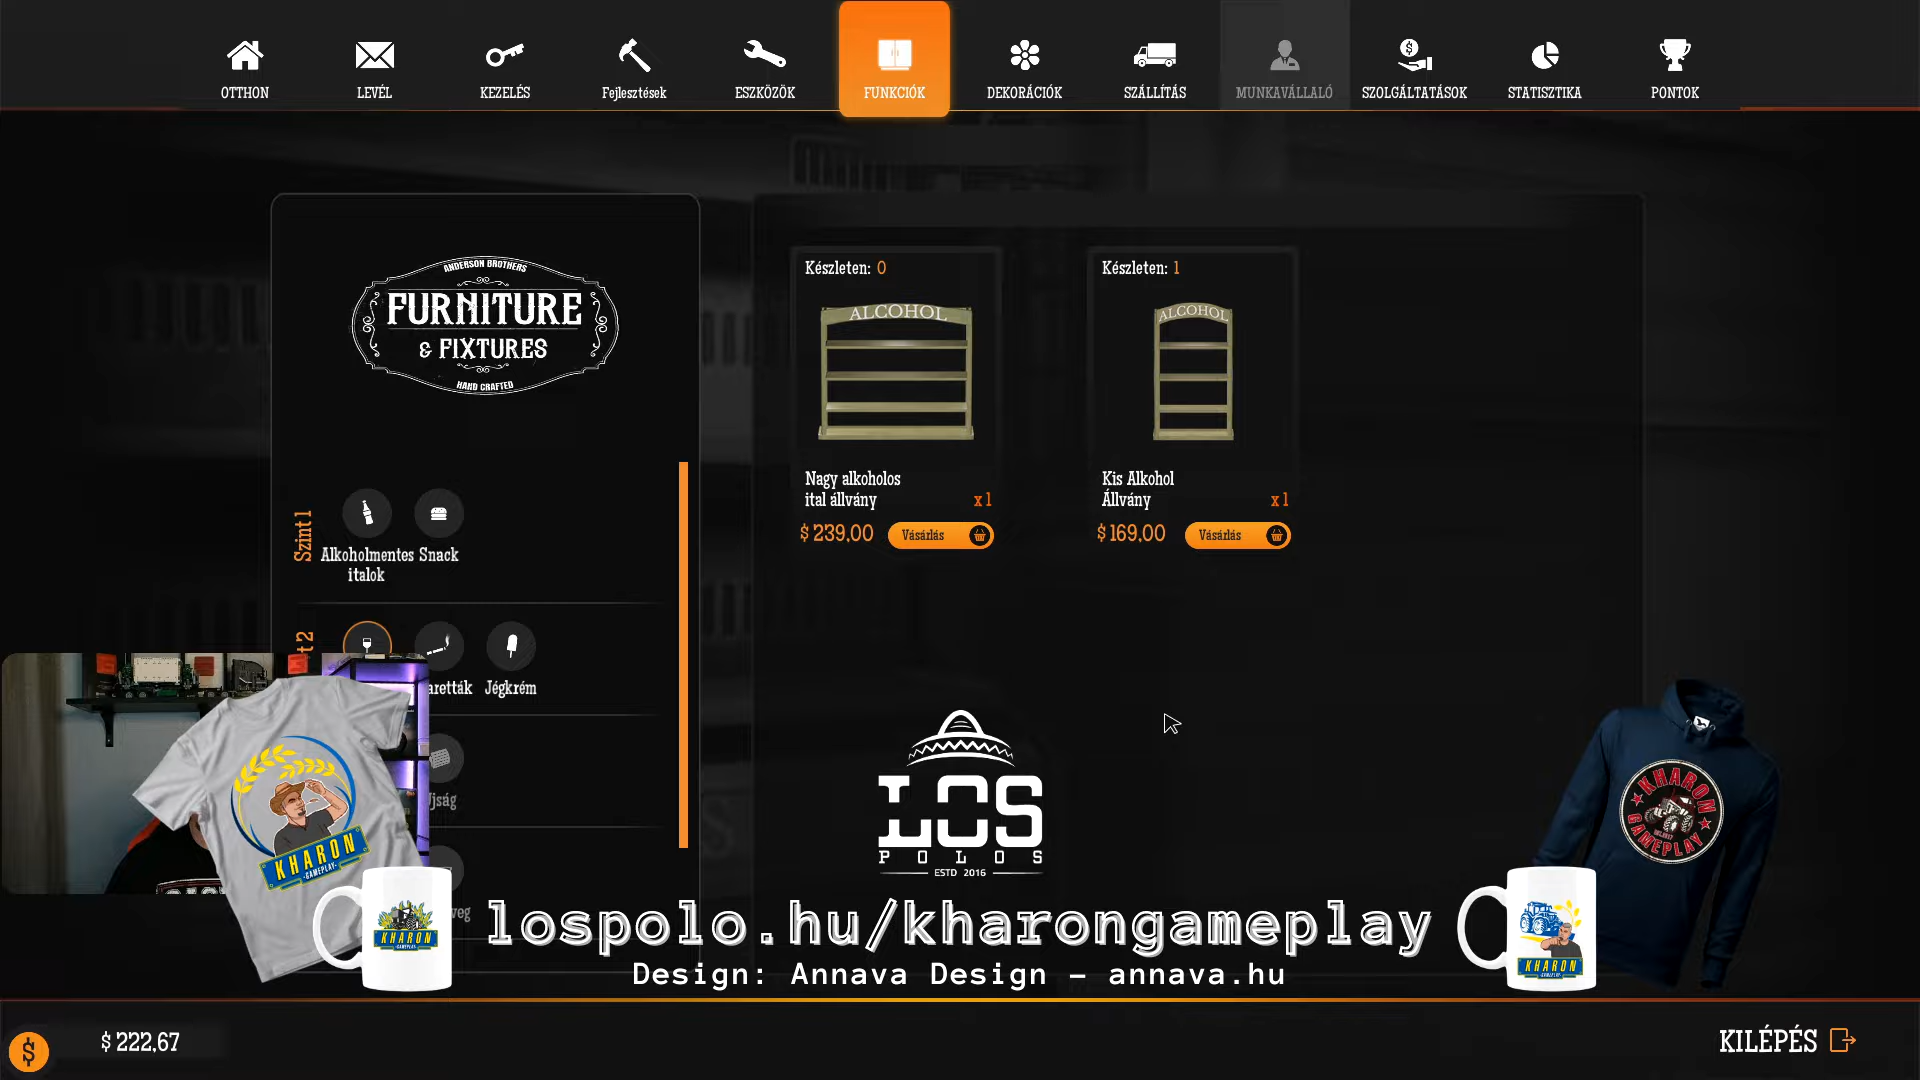 OTTHON
LEVÉL
KEZELÉS
Fejlesztések
ESZKÖZÖK
FUNKCIÓK
DEKORÁCIÓK
SZÁLLÍTÁS
MUNKAVÁLLALÓ
SZOLGÁLTATÁSOK
STATISZTIKA
PONTOK
ANDERSON BROTHERS
FURNITURE
& FIXTURES
HAND CRAFTED
Szint 1
Alkoholmentes
italok
Snack
Jégkrém
Készleten: 0
ALCOHOL
Nagy alkoholos
ital állvány
x 1
$ 239,00
Vásárlás
Készleten: 1
ALCOHOL
Kis Alkohol
Állvány
x 1
$ 169,00
Vásárlás
LOS
POLOS
ESTD 2016
KHARON
-GAMEPLAY-
KHARON
KHARON
GAMEPLAY
KHARON
lospolo.hu/kharongameplay
Design: Annava Design – annava.hu
$ 222,67
KILÉPÉS